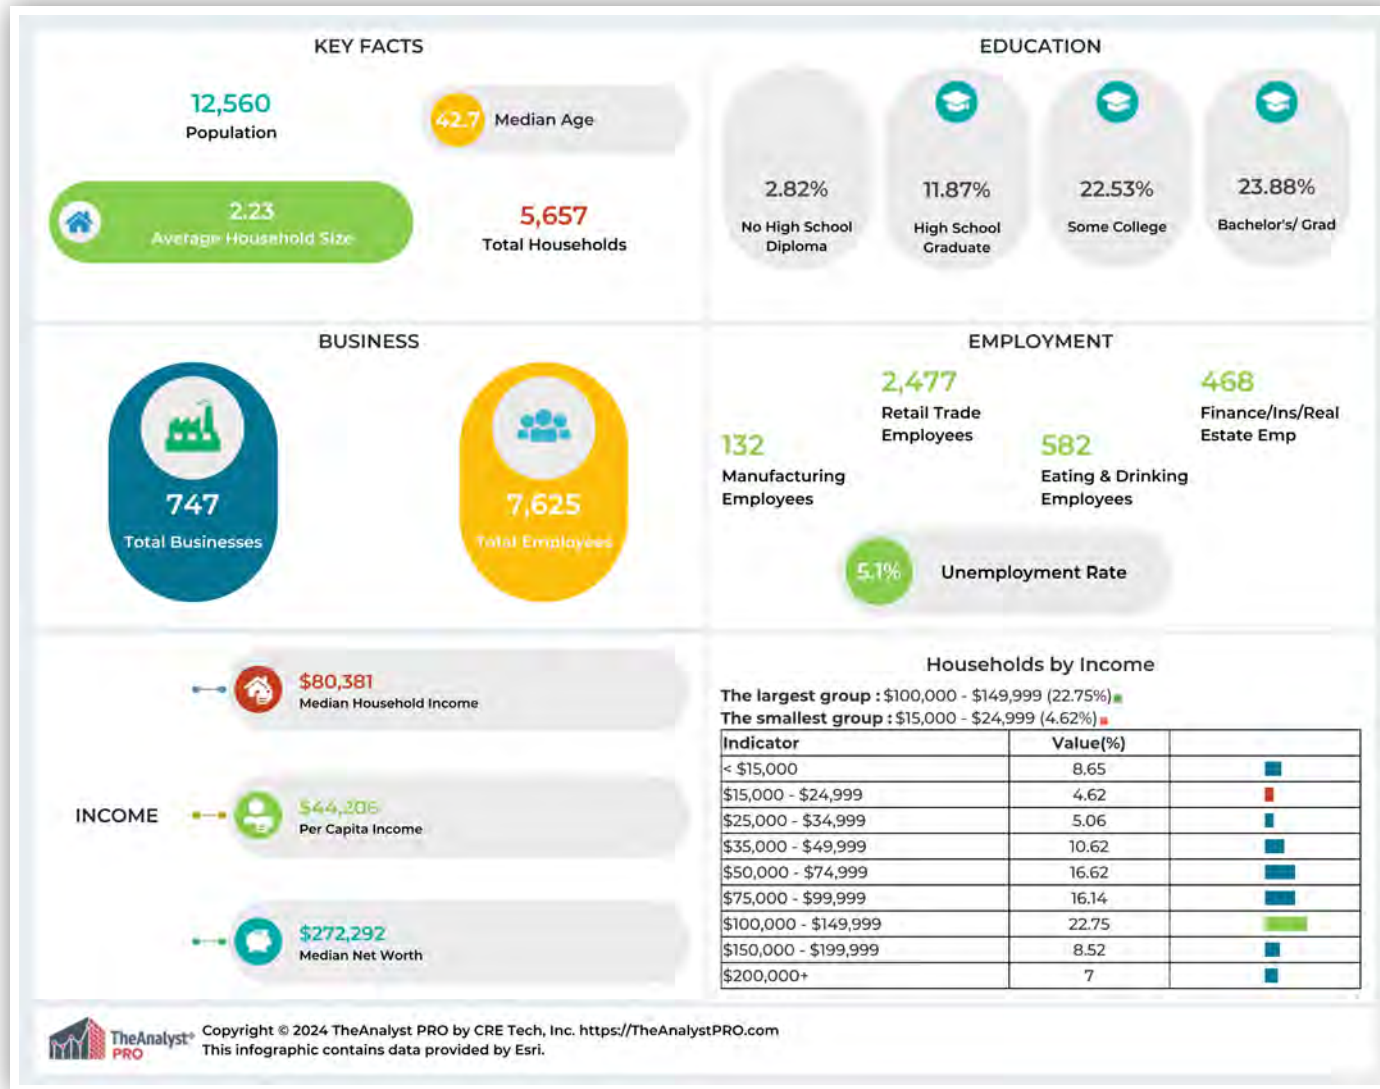 KEY FACTS
12,560
Population
42.7 Median Age
2.23
Average Household Size
5,657
Total Households
EDUCATION
2.82%
No High School
Diploma
11.87%
High School
Graduate
22.53%
Some College
23.88%
Bachelor's/ Grad
BUSINESS
747
Total Businesses
7,625
Total Employees
EMPLOYMENT
132
Manufacturing
Employees
2,477
Retail Trade
Employees
582
Eating & Drinking
Employees
468
Finance/Ins/Real
Estate Emp
5.1% Unemployment Rate
INCOME
$80,381
Median Household Income
$44,206
Per Capita Income
$272,292
Median Net Worth
Households by Income
The largest group : $100,000 - $149,999 (22.75%)
The smallest group : $15,000 - $24,999 (4.62%)
Indicator Value(%)
< $15,000 8.65
$15,000 - $24,999 4.62
$25,000 - $34,999 5.06
$35,000 - $49,999 10.62
$50,000 - $74,999 16.62
$75,000 - $99,999 16.14
$100,000 - $149,999 22.75
$150,000 - $199,999 8.52
$200,000+ 7
TheAnalyst®
PRO
Copyright © 2024 TheAnalyst PRO by CRE Tech, Inc. https://TheAnalystPRO.com
This infographic contains data provided by Esri.